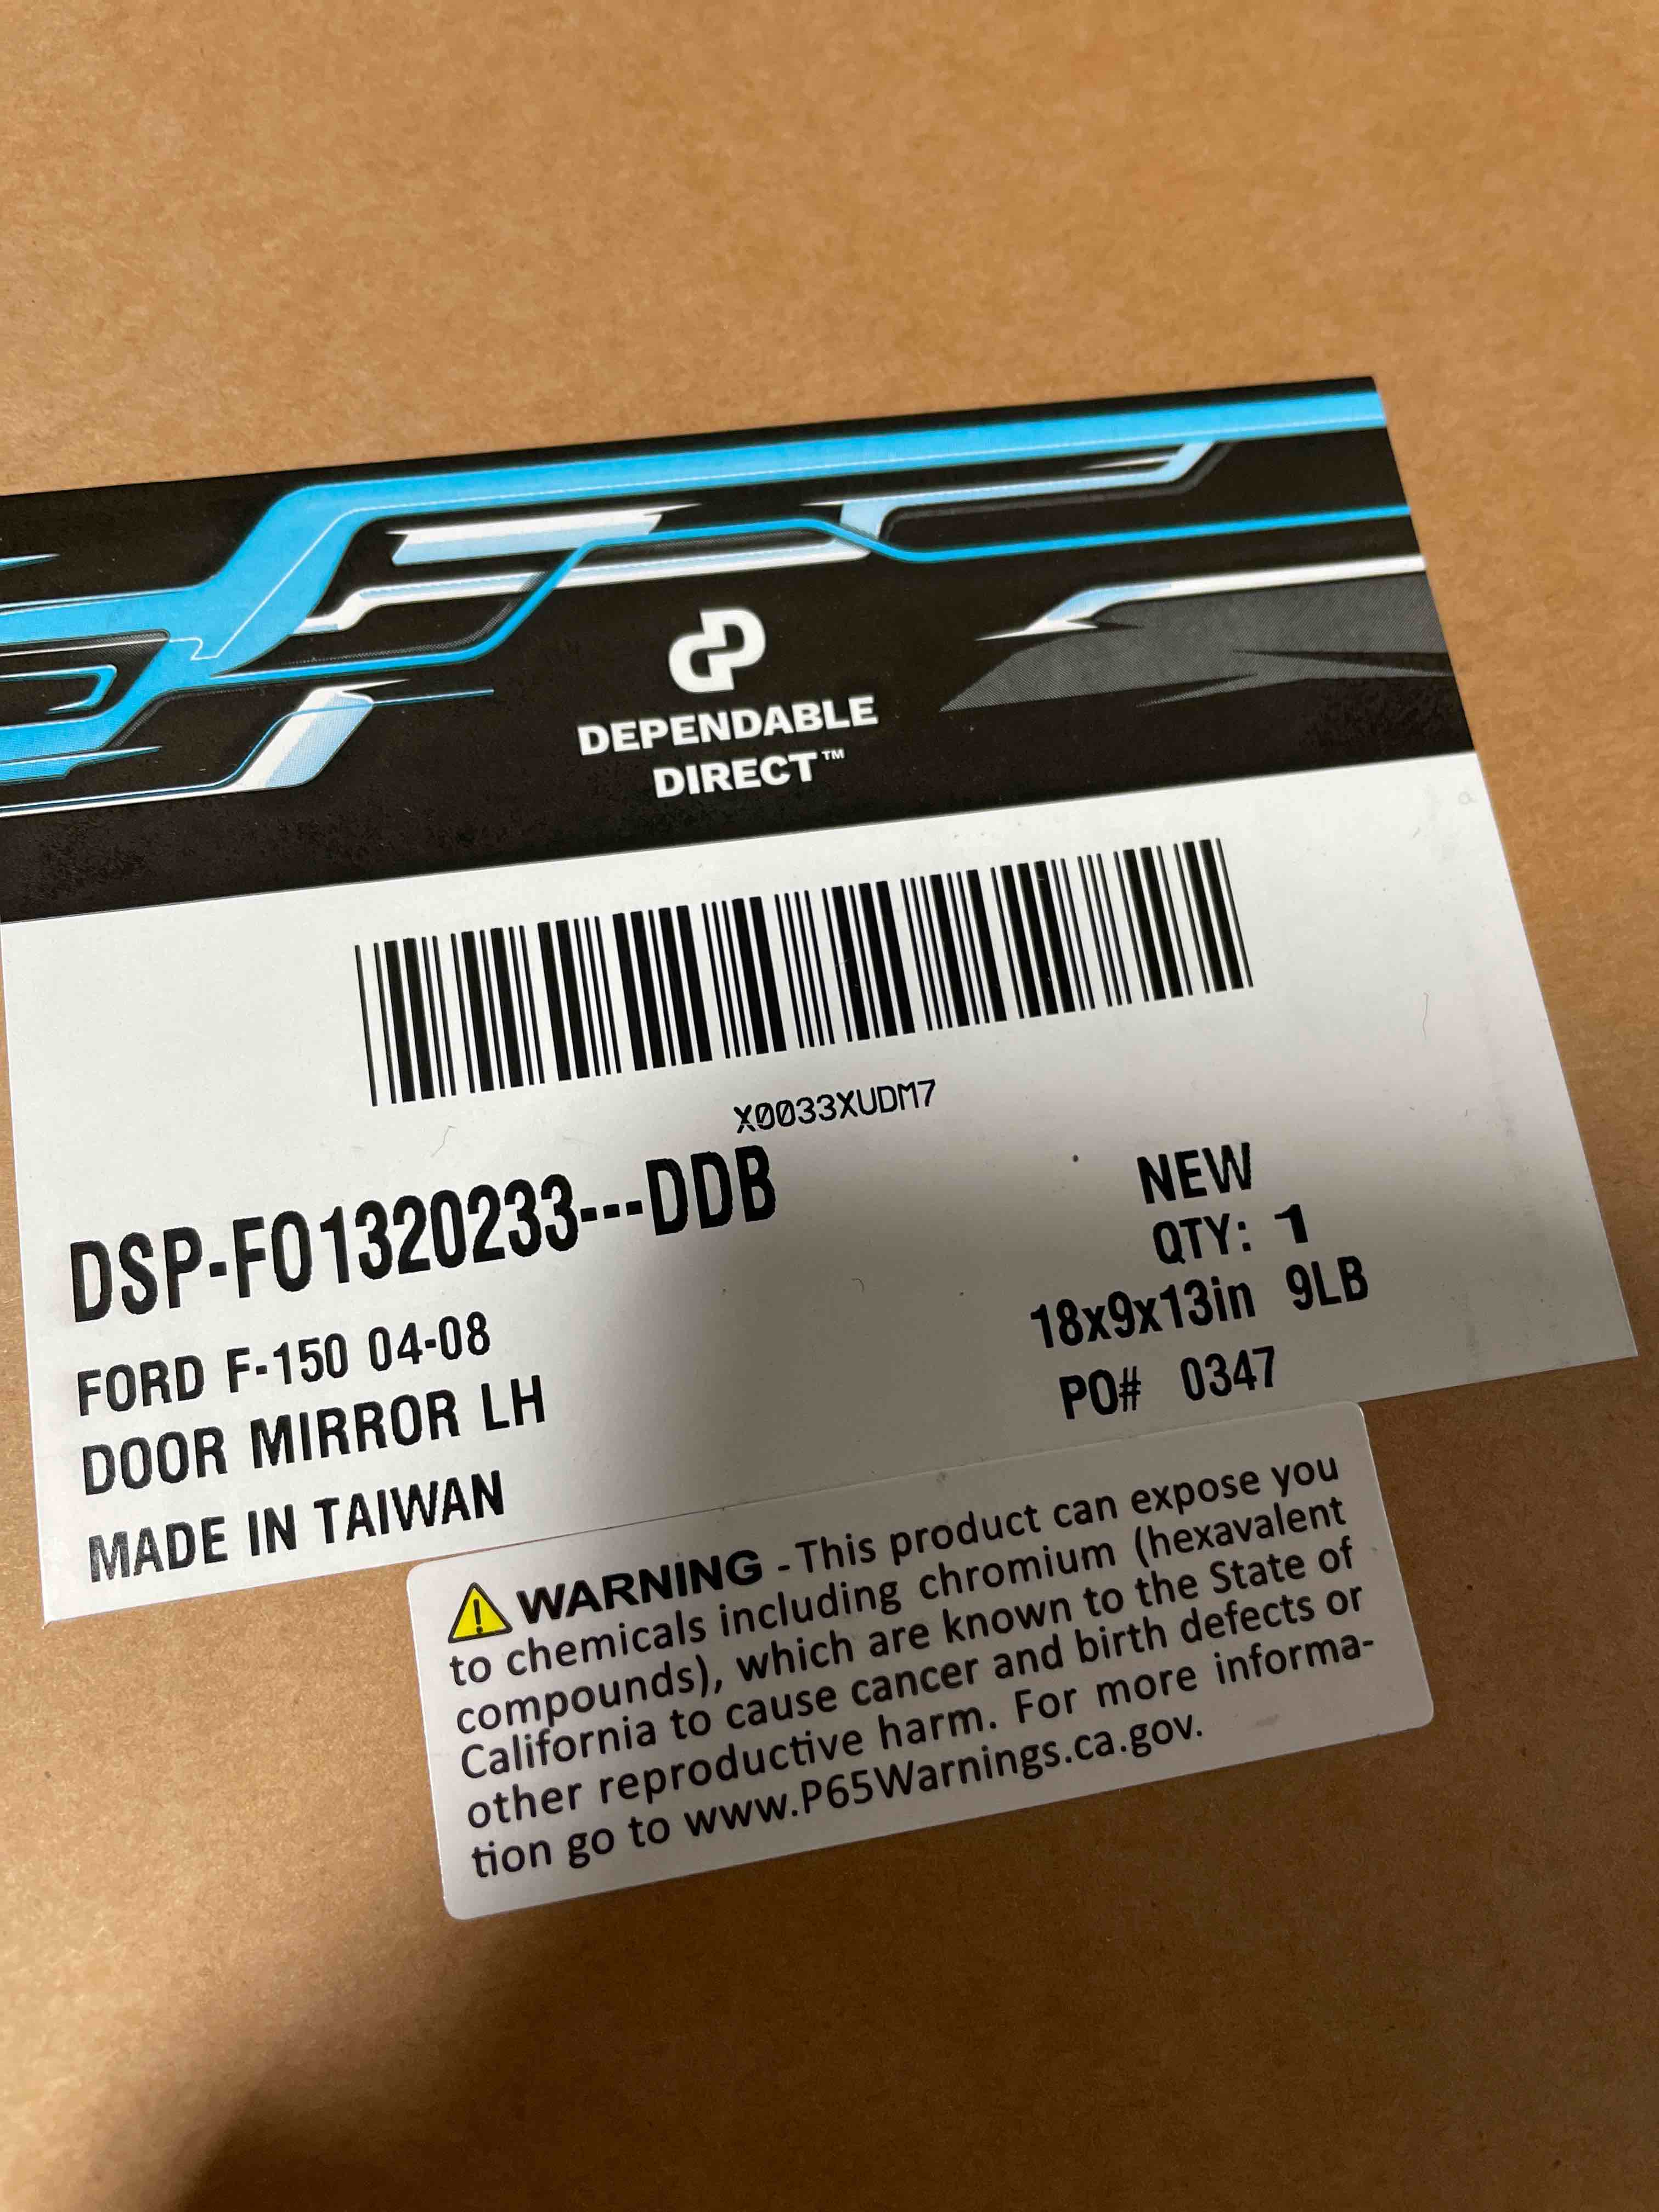 DEPENDABLE
DIRECT™
X0033XUDM7
DSP-FO1320233---DDB
FORD F-150 04-08
DOOR MIRROR LH
MADE IN TAIWAN
NEW
QTY: 1
18x9x13in 9LB
PO# 0347
WARNING - This product can expose you
to chemicals including chromium (hexavalent
compounds), which are known to the State of
California to cause cancer and birth defects or
other reproductive harm. For more informa-
tion go to www.P65Warnings.ca.gov.